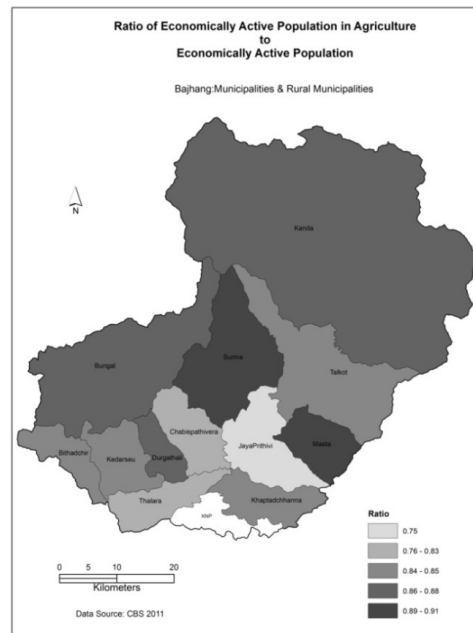 Ratio of Economically Active Population in Agriculture
to
Economically Active Population
Bajhang:Municipalities & Rural Municipalities
N
Kanda
Bungal
Surma
Talkot
Bithadchir
Kedarseu
Durgathali
Chabispathivera
JayaPrithivi
Masta
Thalara
KNP
Khaptadchhanna
Ratio
0.75
0.76 - 0.83
0.84 - 0.85
0.86 - 0.88
0.89 - 0.91
0 5 10 20
Kilometers
Data Source: CBS 2011